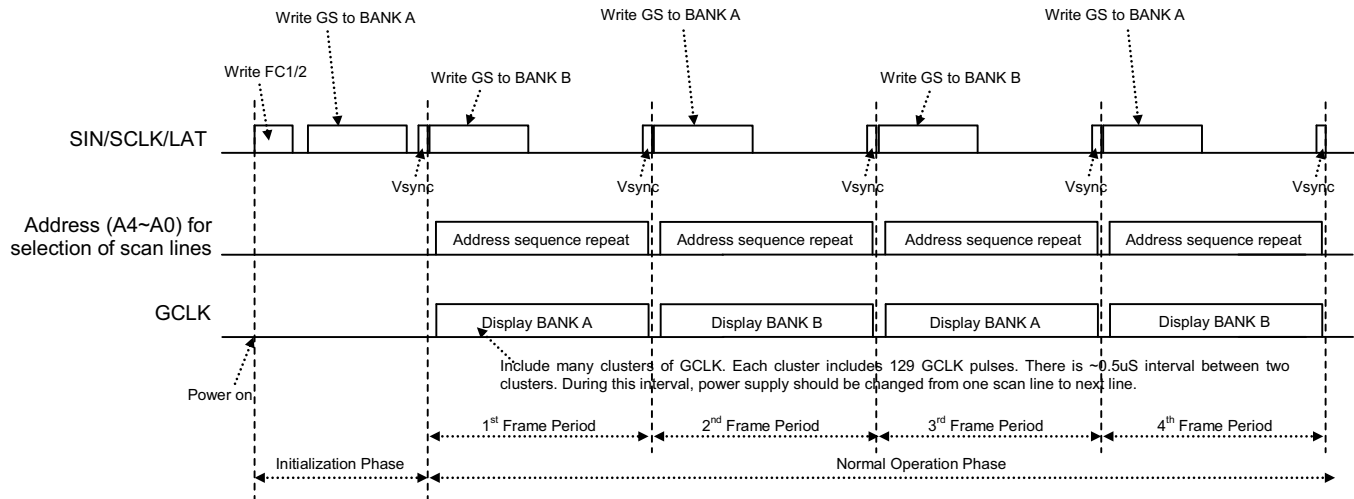 Write GS to BANK A
Write GS to BANK A
Write GS to BANK A
Write FC1/2
Write GS to BANK B
Write GS to BANK B
SIN/SCLK/LAT
Vsync
Vsync
Vsync
Vsync
Vsync
Address (A4~A0) for
selection of scan lines
Address sequence repeat
Address sequence repeat
Address sequence repeat
Address sequence repeat
GCLK
Display BANK A
Display BANK B
Display BANK A
Display BANK B
Include many clusters of GCLK. Each cluster includes 129 GCLK pulses. There is ~0.5uS interval between two
clusters. During this interval, power supply should be changed from one scan line to next line.
Power on
1st Frame Period
2nd Frame Period
3rd Frame Period
4th Frame Period
Initialization Phase
Normal Operation Phase